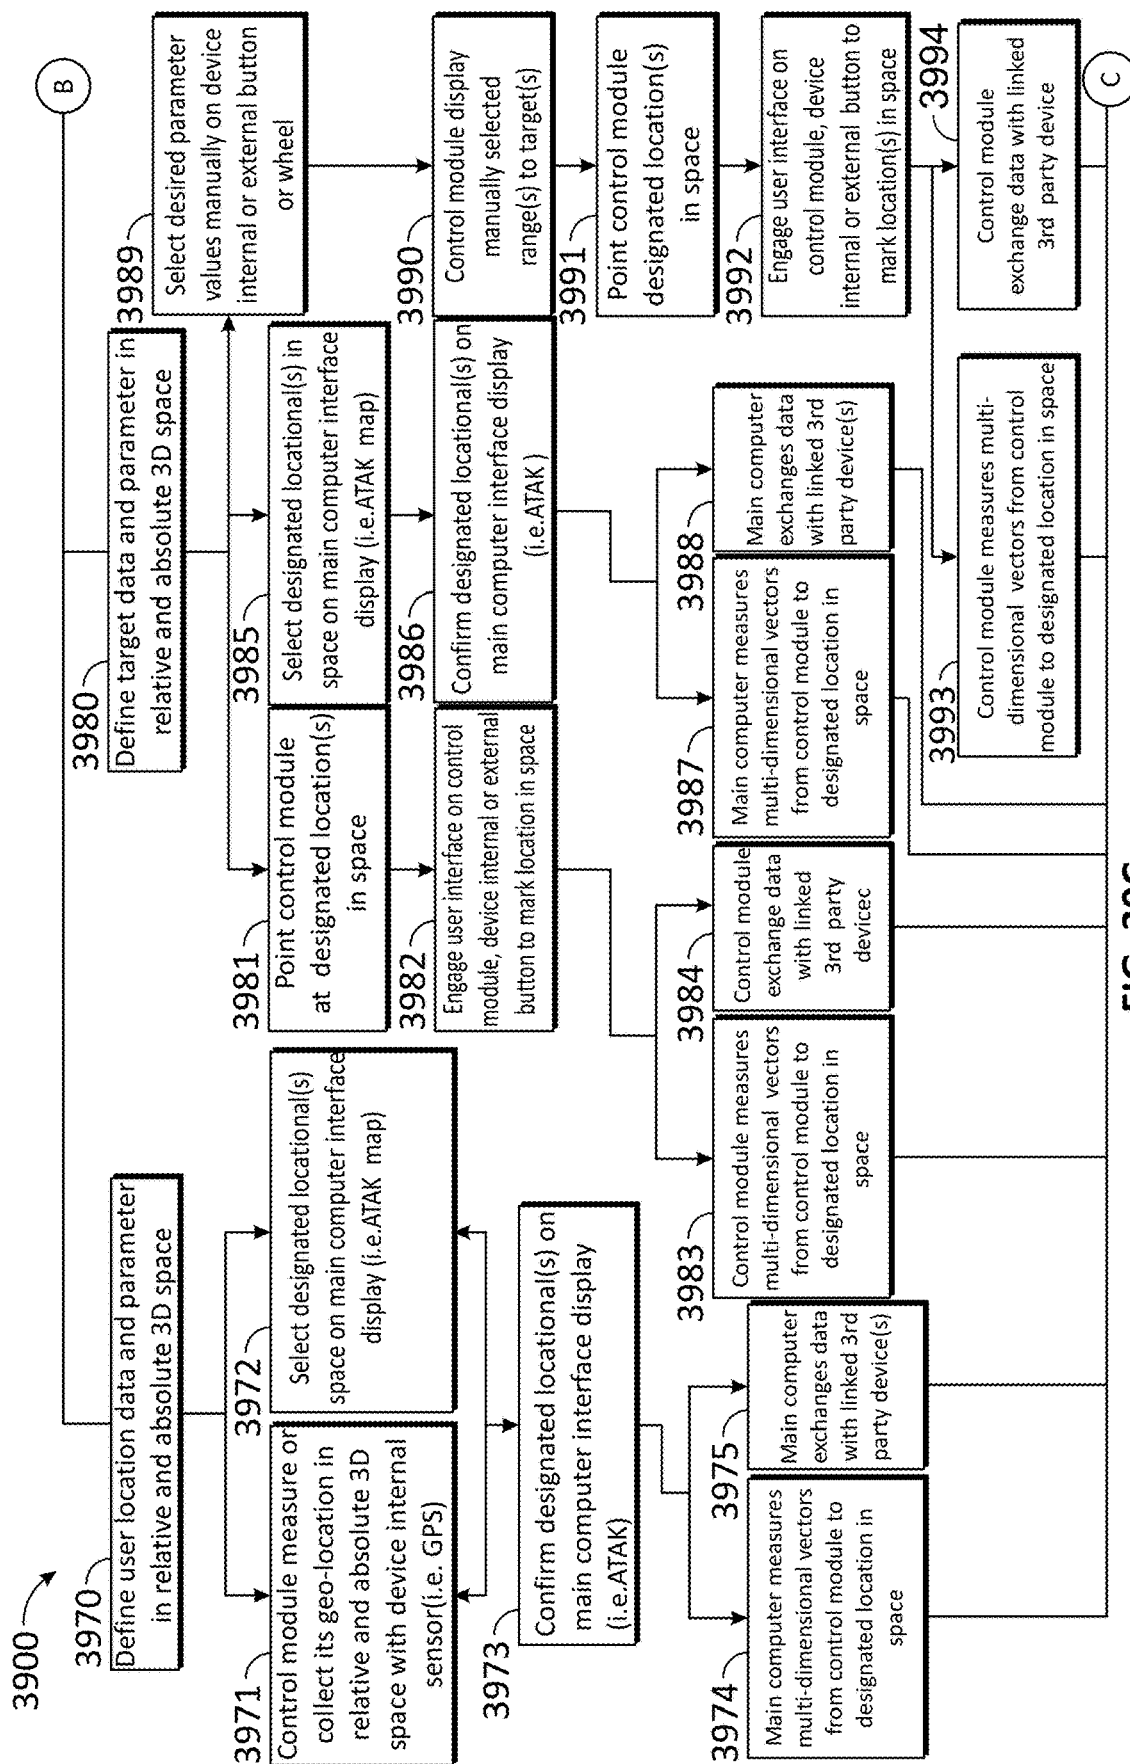 3900
B
3970
Define user location data and parameter
in relative and absolute 3D space
3971
Control module measure or
collect its geo-location in
relative and absolute 3D
space with device internal
sensor(i.e. GPS)
3972
Select designated locational(s)
space on main computer interface
display (i.e.ATAK map)
3973
Confirm designated locational(s) on
main computer interface display
(i.e.ATAK)
3974
Main computer measures
multi-dimensional vectors
from control module to
designated location in
space
3975
Main computer
exchanges data
with linked 3rd
party device(s)
3980
Define target data and parameter in
relative and absolute 3D space
3981
Point control module
at designated location(s)
in space
3982
Engage user interface on control
module, device internal or external
button to mark location in space
3983
Control module measures
multi-dimensional vectors
from control module to
designated location in
space
3984
Control module
exchange data
with linked
3rd party
devicec
3985
Select designated locational(s) in
space on main computer interface
display (i.e.ATAK map)
3986
Confirm designated locational(s) on
main computer interface display
(i.e.ATAK )
3987
Main computer measures
multi-dimensional vectors
from control module to
designated location in
space
3988
Main computer
exchanges data
with linked 3rd
party device(s)
3989
Select desired parameter
values manually on device
internal or external button
or wheel
3990
Control module display
manually selected
range(s) to target(s)
3991
Point control module
designated location(s)
in space
3992
Engage user interface on
control module, device
internal or external button to
mark location(s) in space
3993
Control module measures multi-
dimensional vectors from control
module to designated location in space
3994
Control module
exchange data with linked
3rd party device
C